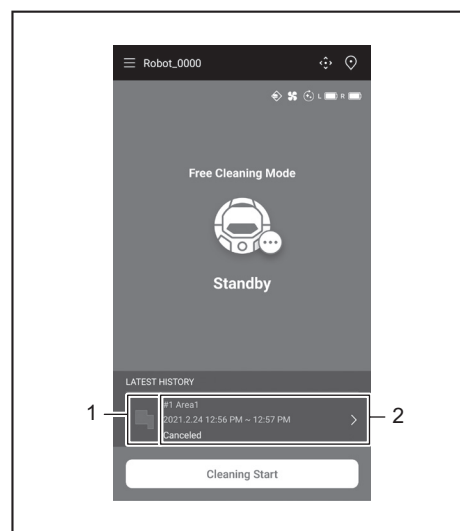 Robot_0000
L R
Free Cleaning Mode
Standby
LATEST HISTORY
#1 Area1
1
2021.2.24 12:56 PM ~ 12:57 PM
2
Canceled
Cleaning Start